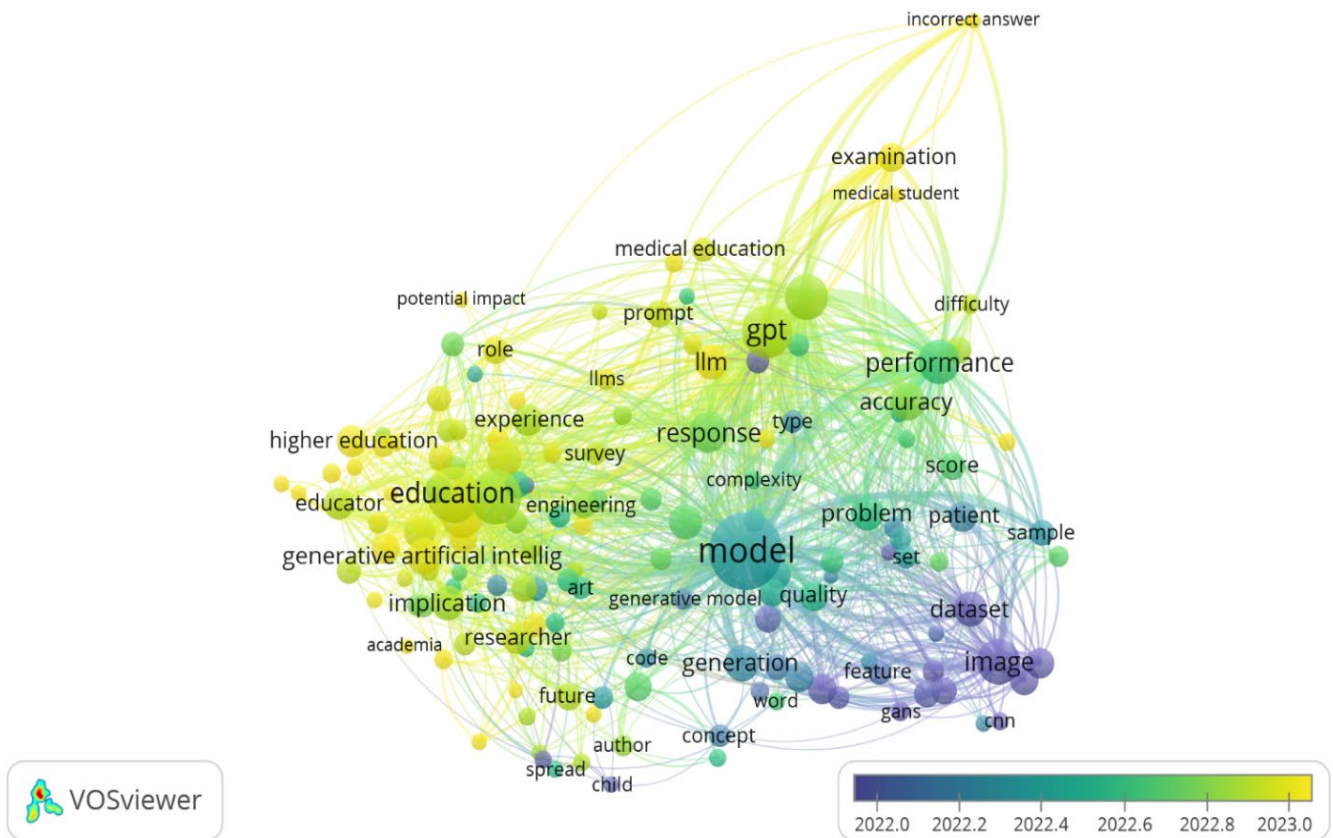 incorrect answer
examination
medical student
medical education
potential impact
prompt
difficulty
gpt
role
llm
performance
llms
accuracy
experience
type
higher education
response
survey
score
complexity
education
educator
engineering
problem
patient
sample
model
generative artificial intellig
set
art
generative model
quality
implication
dataset
researcher
academia
code
generation
feature
image
future
word
gans
cnn
concept
author
spread
child
VOSviewer
2022.0 2022.2 2022.4 2022.6 2022.8 2023.0